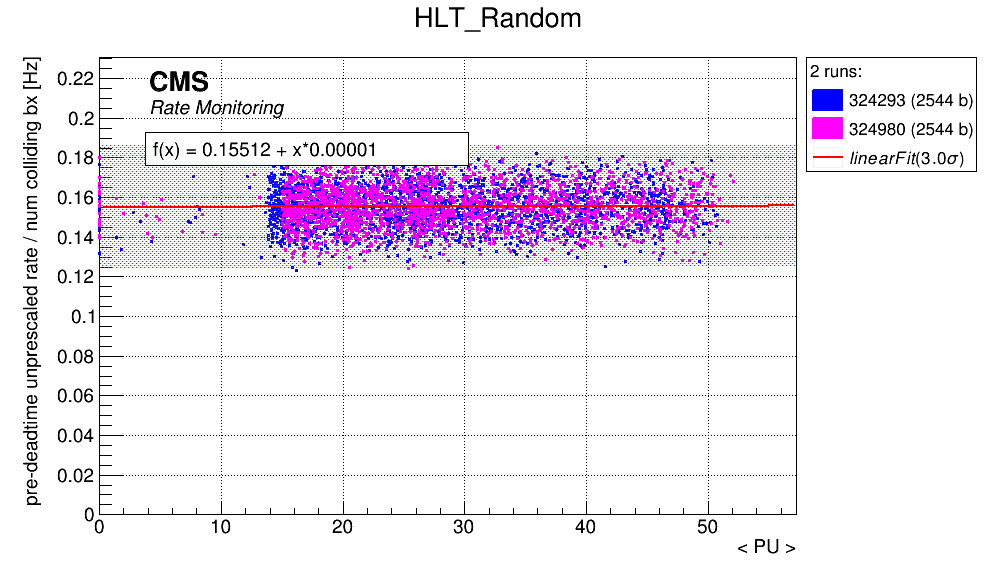 HLT_Random
pre-deadtime unprescaled rate / num colliding bx [Hz]
CMS
Rate Monitoring
f(x) = 0.15512 + x*0.00001
0.22
0.2
0.18
0.16
0.14
0.12
0.1
0.08
0.06
0.04
0.02
0
0 10 20 30 40 50
< PU >
2 runs:
324293 (2544 b)
324980 (2544 b)
linearFit(3.0σ)